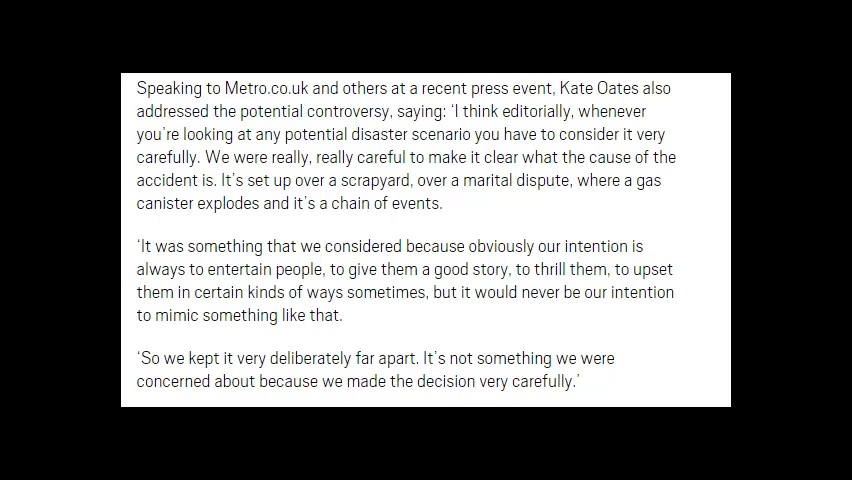 Speaking to Metro.co.uk and others at a recent press event, Kate Oates also
addressed the potential controversy, saying: ‘I think editorially, whenever
you’re looking at any potential disaster scenario you have to consider it very
carefully. We were really, really careful to make it clear what the cause of the
accident is. It’s set up over a scrapyard, over a marital dispute, where a gas
canister explodes and it’s a chain of events.
‘It was something that we considered because obviously our intention is
always to entertain people, to give them a good story, to thrill them, to upset
them in certain kinds of ways sometimes, but it would never be our intention
to mimic something like that.
‘So we kept it very deliberately far apart. It’s not something we were
concerned about because we made the decision very carefully.’